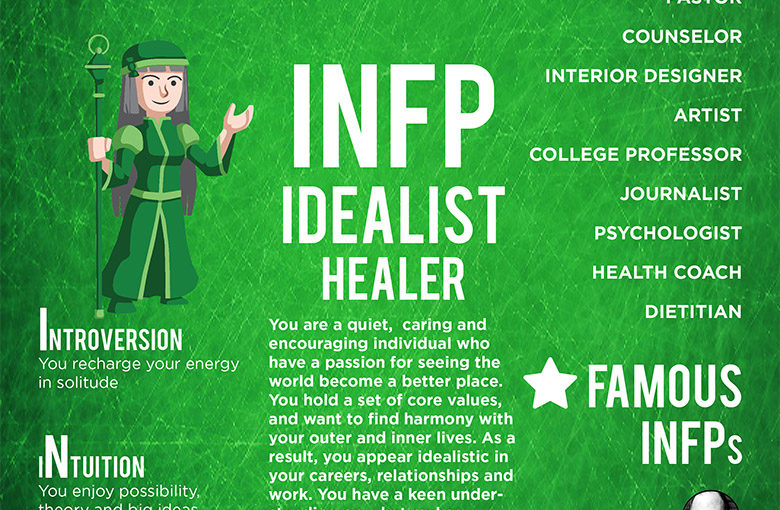 INFP
IDEALIST
HEALER
You are a quiet,  caring and
encouraging individual who
have a passion for seeing the
world become a better place.
You hold a set of core values,
and want to find harmony with
your outer and inner lives. As a
result, you appear idealistic in
your careers, relationships and
work. You have a keen under-
INTROVERSION
You recharge your energy
in solitude
INTUITION
You enjoy possibility,
theory and big ideas
PASTOR
COUNSELOR
INTERIOR DESIGNER
ARTIST
COLLEGE PROFESSOR
JOURNALIST
PSYCHOLOGIST
HEALTH COACH
DIETITIAN
FAMOUS
INFPs